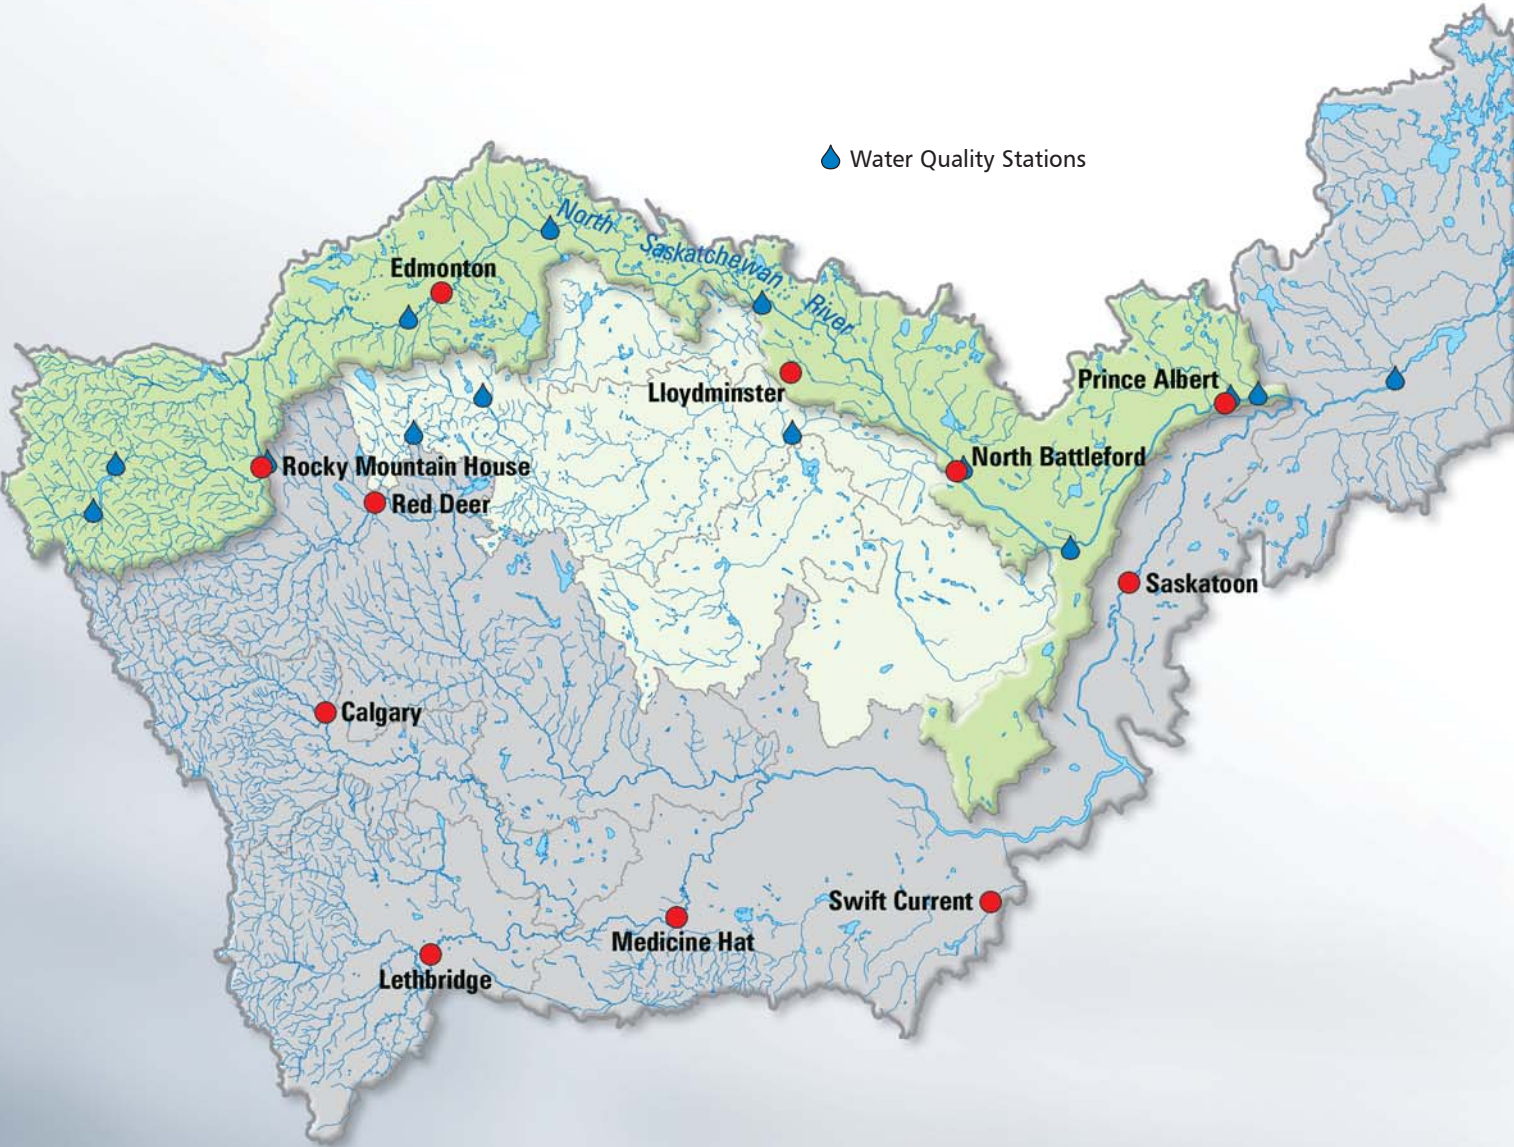 Water Quality Stations
North Saskatchewan River
Edmonton
Lloydminster
Prince Albert
North Battleford
Rocky Mountain House
Red Deer
Saskatoon
Calgary
Swift Current
Medicine Hat
Lethbridge